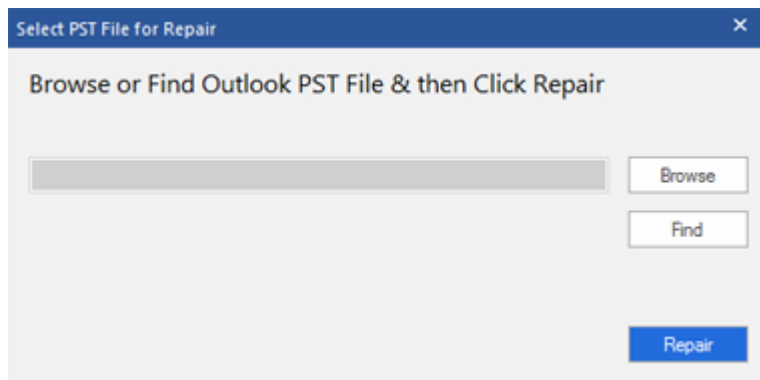 Select PST File for Repair
Browse or Find Outlook PST File & then Click Repair
Browse
Find
Repair